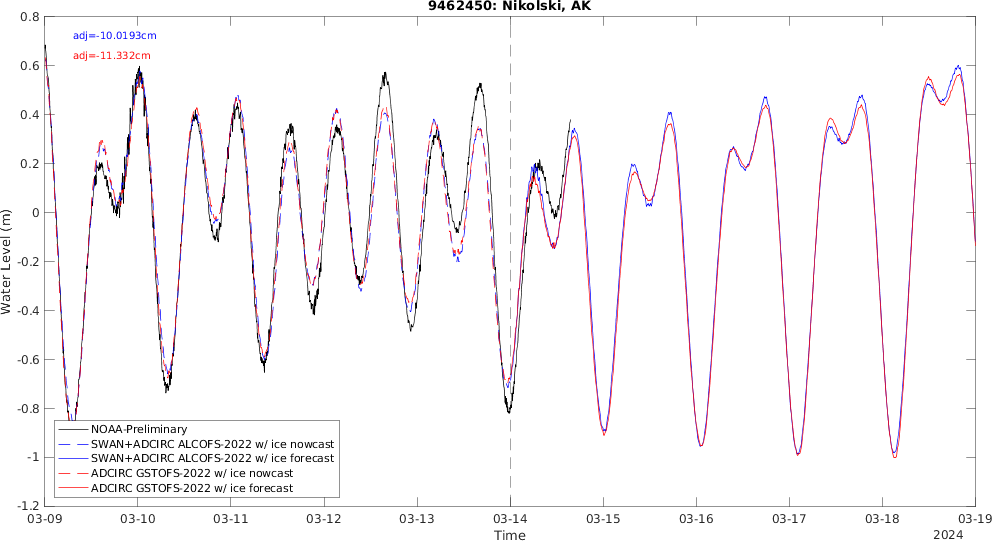 9462450: Nikolski, AK
adj=-10.0193cm
adj=-11.332cm
0.8
0.6
0.4
0.2
0
-0.2
-0.4
-0.6
-0.8
-1
-1.2
Water Level (m)
NOAA-Preliminary
SWAN+ADCIRC ALCOFS-2022 w/ ice nowcast
SWAN+ADCIRC ALCOFS-2022 w/ ice forecast
ADCIRC GSTOFS-2022 w/ ice nowcast
ADCIRC GSTOFS-2022 w/ ice forecast
03-09 03-10 03-11 03-12 03-13 03-14 03-15 03-16 03-17 03-18 03-19
Time
2024